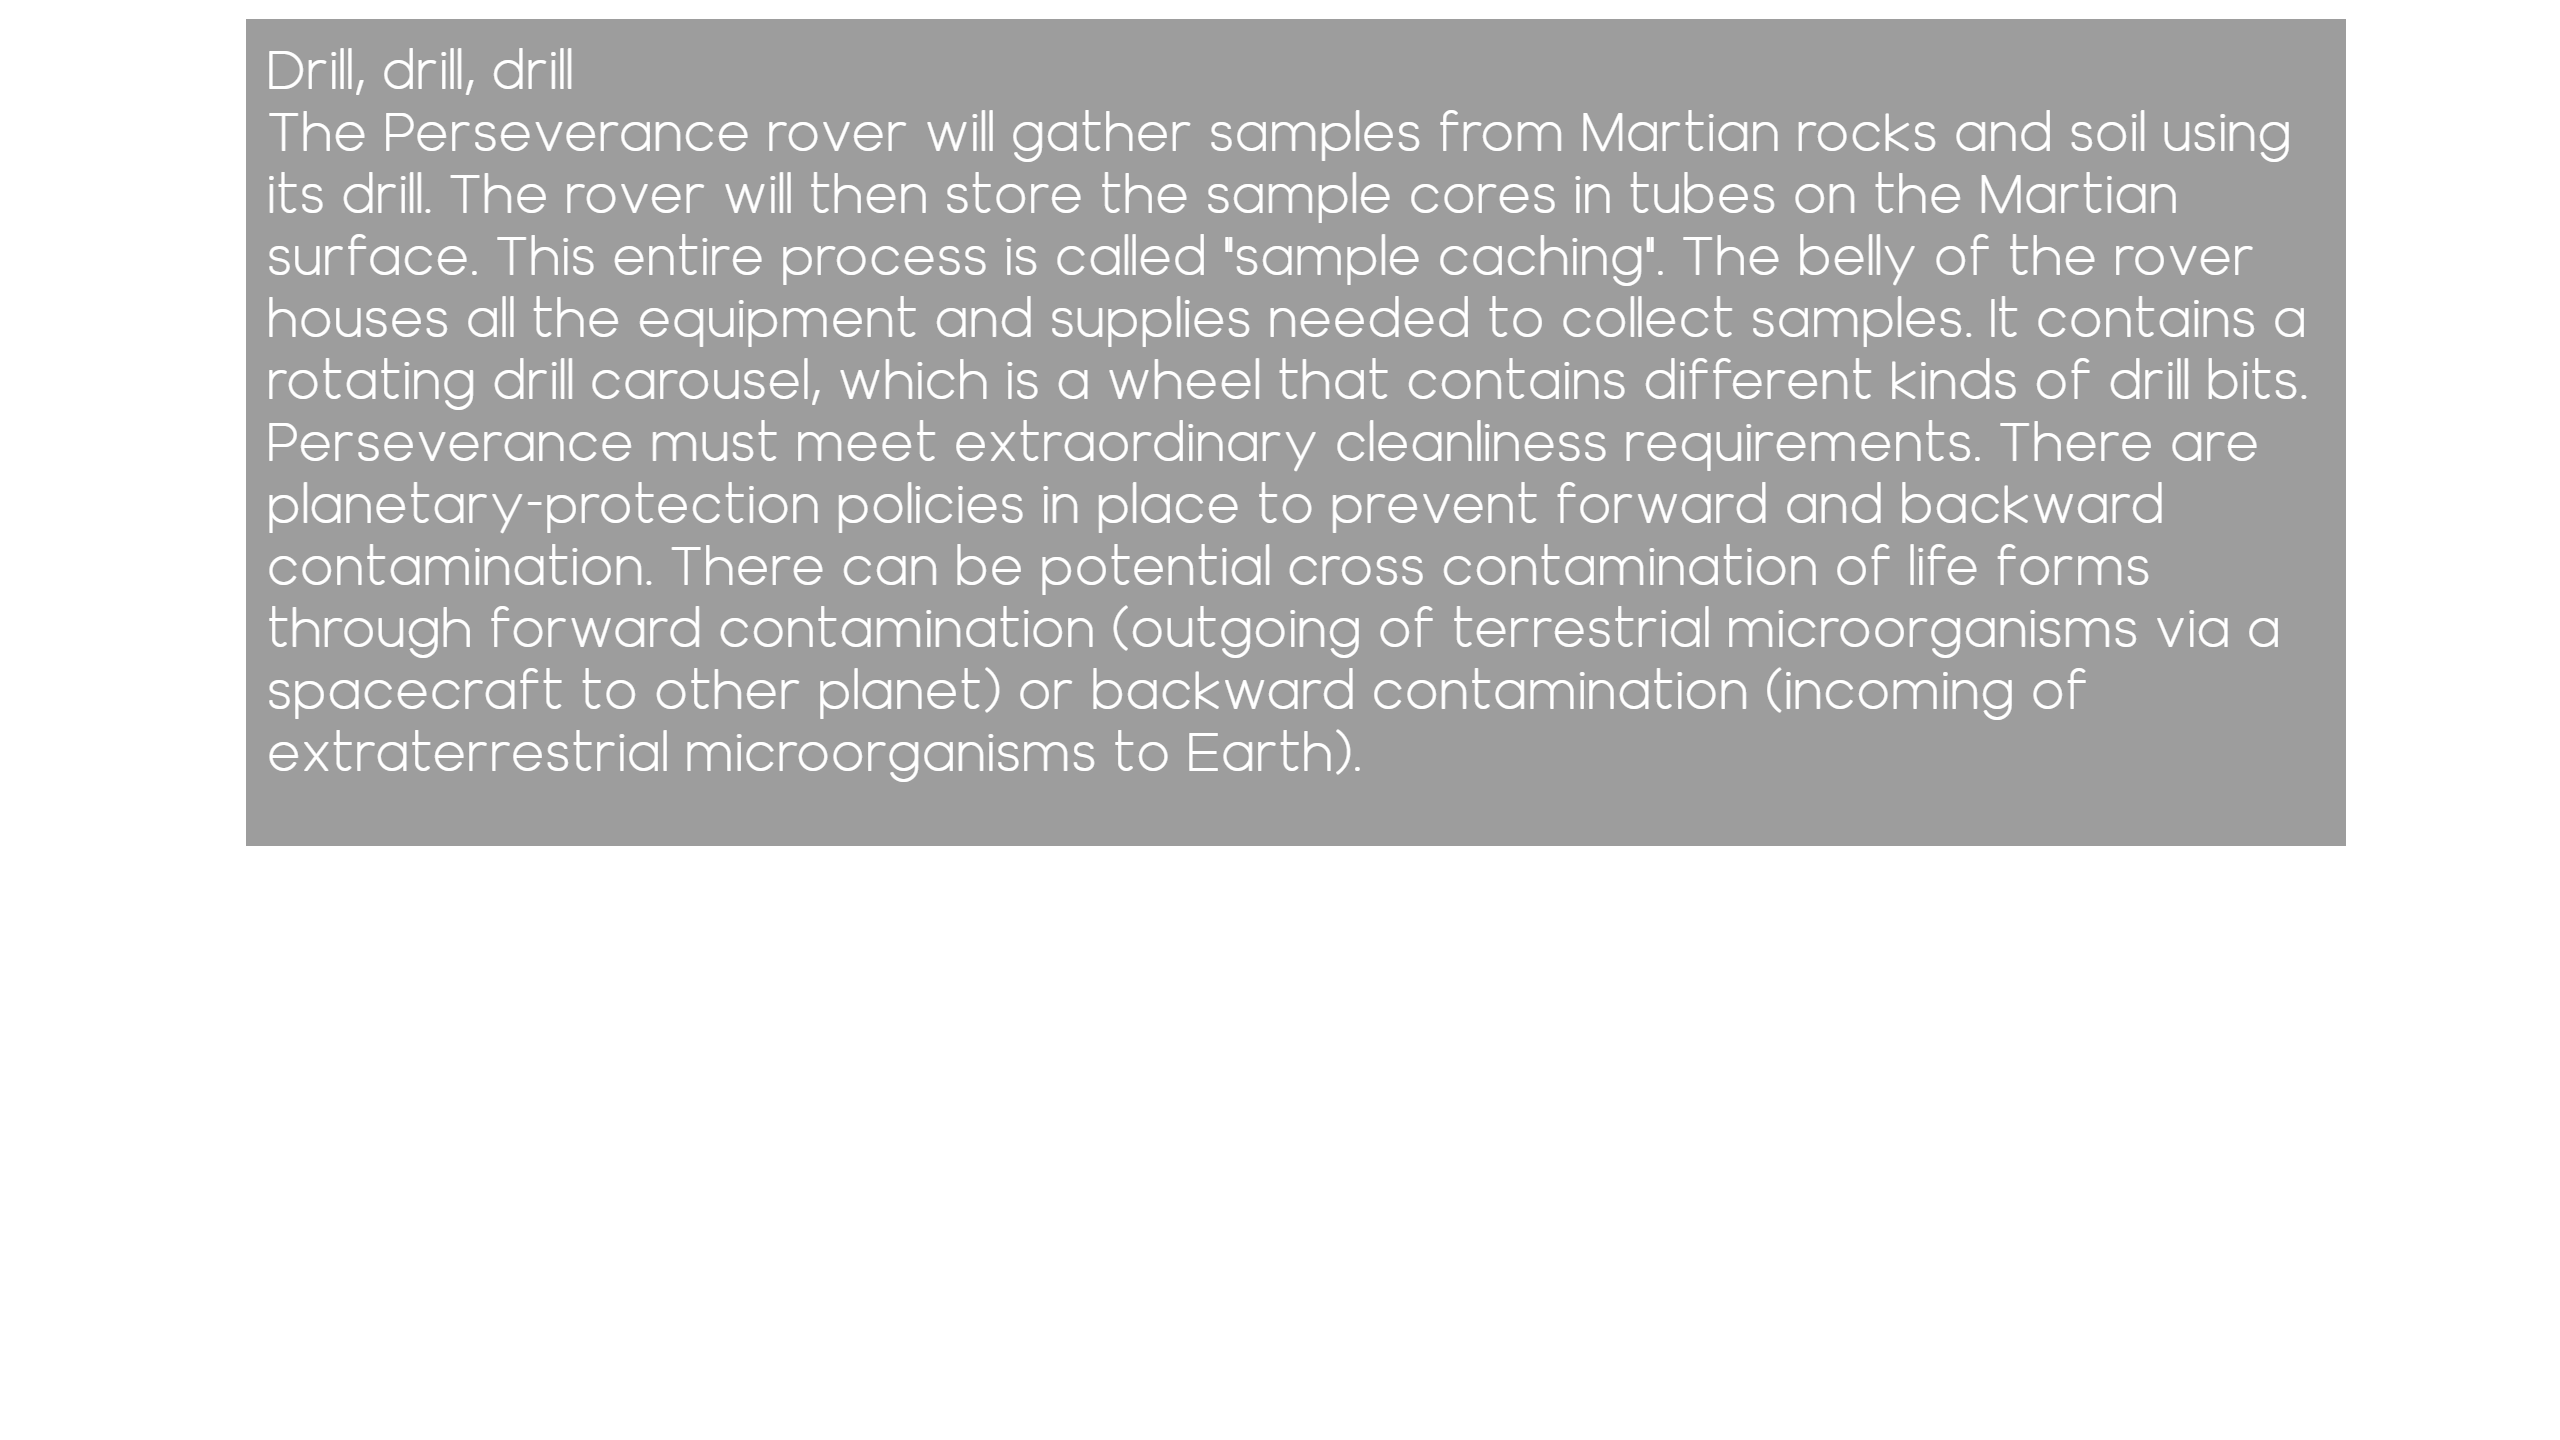 Drill, drill, drill
The Perseverance rover will gather samples from Martian rocks and soil using
its drill. The rover will then store the sample cores in tubes on the Martian
surface. This entire process is called "sample caching". The belly of the rover
houses all the equipment and supplies needed to collect samples. It contains a
rotating drill carousel, which is a wheel that contains different kinds of drill bits.
Perseverance must meet extraordinary cleanliness requirements. There are
planetary-protection policies in place to prevent forward and backward
contamination. There can be potential cross contamination of life forms
through forward contamination (outgoing of terrestrial microorganisms via a
spacecraft to other planet) or backward contamination (incoming of
extraterrestrial microorganisms to Earth).